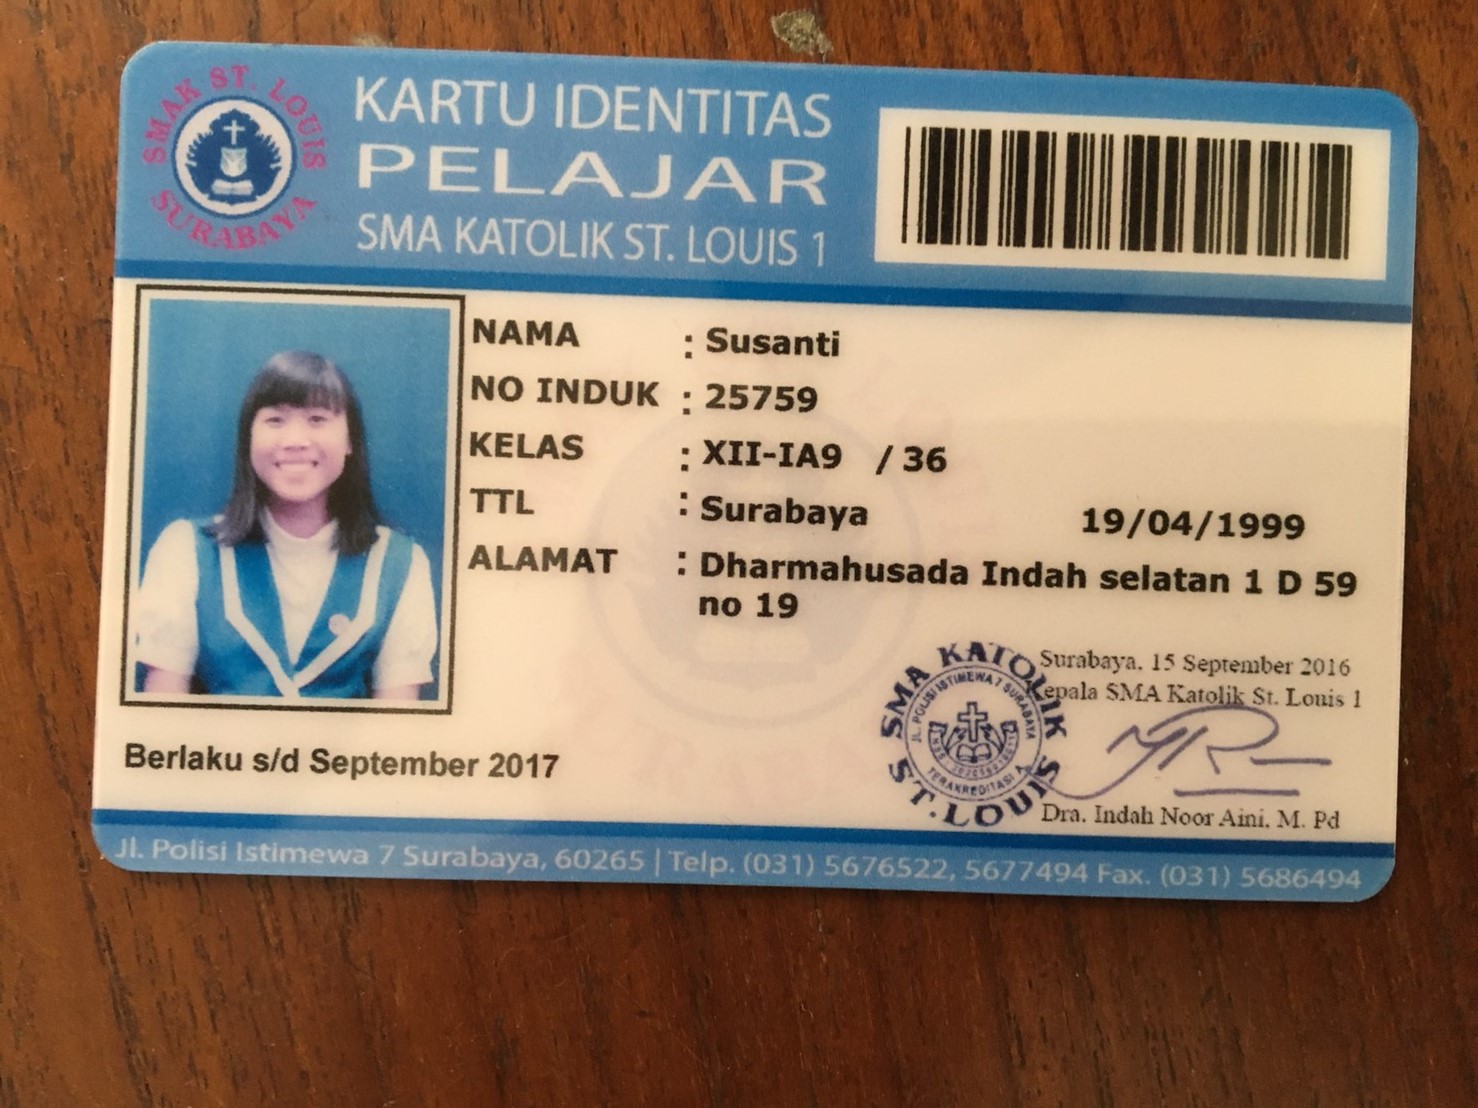 SMAK ST. LOUIS
SURABAYA
KARTU IDENTITAS
PELAJAR
SMA KATOLIK ST. LOUIS 1
NAMA : Susanti
NO INDUK : 25759
KELAS : XII-IA9 / 36
TTL : Surabaya 19/04/1999
ALAMAT : Dharmahusada Indah selatan 1 D 59
no 19
Surabaya, 15 September 2016
Kepala SMA Katolik St. Louis 1
SMA KATOLIK
JL. POLISI ISTIMEWA 7 SURABAYA
TERAKREDITASI A
ST. LOUIS
Dra. Indah Noor Aini. M. Pd
Berlaku s/d September 2017
Jl. Polisi Istimewa 7 Surabaya, 60265 | Telp. (031) 5676522, 5677494 Fax. (031) 5686494